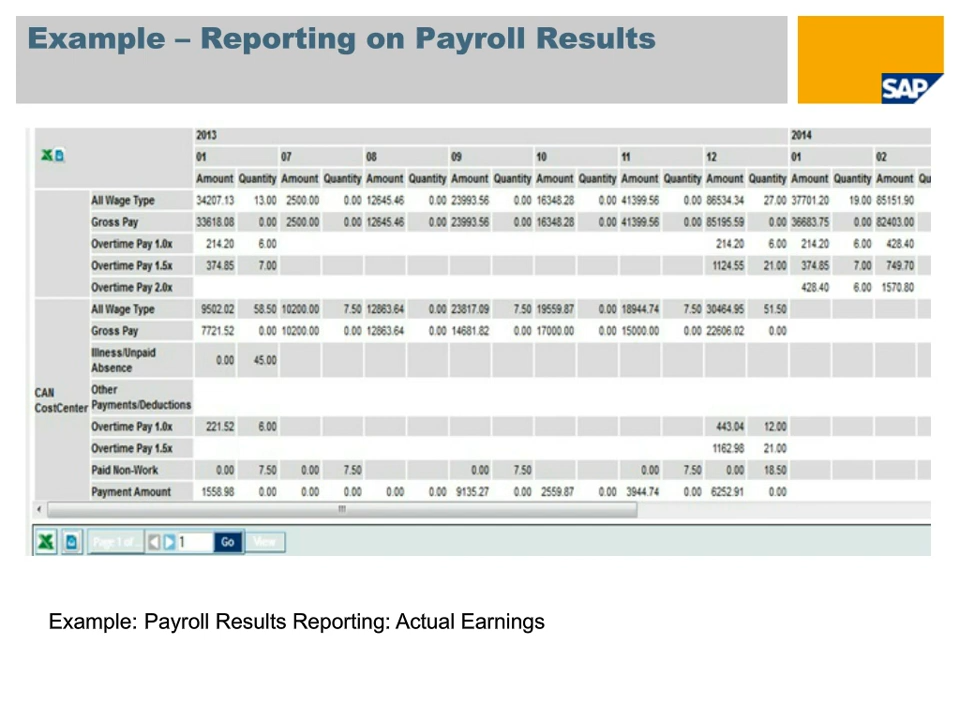 Example – Reporting on Payroll Results
SAP
2013 2014
01 07 08 09 10 11 12 01 02
Amount Quantity Amount Quantity Amount Quantity Amount Quantity Amount Quantity Amount Quantity Amount Quantity Amount Quantity Amount Qu
All Wage Type 34207.13 13.00 2500.00 0.00 12645.46 0.00 23993.56 0.00 16348.28 0.00 41399.56 0.00 86534.34 27.00 37701.20 19.00 85151.90
Gross Pay 33618.08 0.00 2500.00 0.00 12645.46 0.00 23993.56 0.00 16348.28 0.00 41399.56 0.00 85195.59 0.00 36683.75 0.00 82403.00
Overtime Pay 1.0x 214.20 6.00 214.20 6.00 214.20 6.00 428.40
Overtime Pay 1.5x 374.85 7.00 1124.55 21.00 374.85 7.00 749.70
Overtime Pay 2.0x 428.40 6.00 1570.80
All Wage Type 9502.02 58.50 10200.00 7.50 12863.64 0.00 23817.09 7.50 19559.87 0.00 18944.74 7.50 30464.95 51.50
Gross Pay 7721.52 0.00 10200.00 0.00 12863.64 0.00 14681.82 0.00 17000.00 0.00 15000.00 0.00 22606.02 0.00
Illness/Unpaid
Absence 0.00 45.00
CAN
CostCenter
Other
Payments/Deductions
Overtime Pay 1.0x 221.52 6.00 443.04 12.00
Overtime Pay 1.5x 1162.98 21.00
Paid Non-Work 0.00 7.50 0.00 7.50 0.00 7.50 0.00 7.50 0.00 18.50
Payment Amount 1558.98 0.00 0.00 0.00 0.00 0.00 9135.27 0.00 2559.87 0.00 3944.74 0.00 6252.91 0.00
Page 1 of ... 1 Go View
Example: Payroll Results Reporting: Actual Earnings